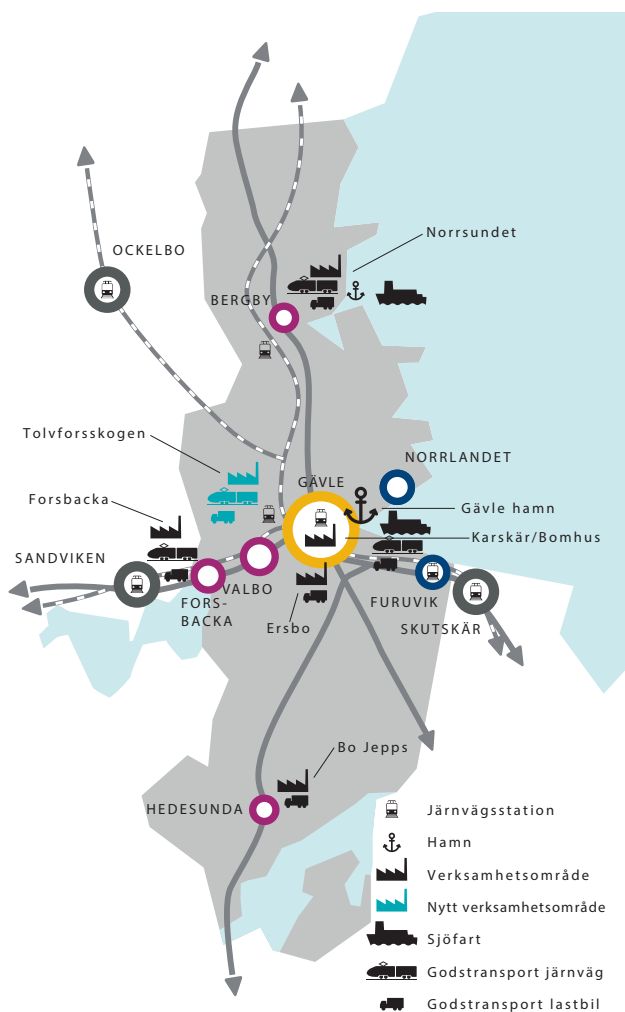 Norrsundet
OCKELBO
BERGBY
Tolvforsskogen
NORRLANDET
GÄVLE
Forsbacka
Gävle hamn
Karskär/Bomhus
SANDVIKEN
VALBO
FORS-
BACKA
FURUVIK
Ersbo
SKUTSKÄR
Bo Jepps
HEDESUNDA
Järnvägsstation
Hamn
Verksamhetsområde
Nytt verksamhetsområde
Sjöfart
Godstransport järnväg
Godstransport lastbil